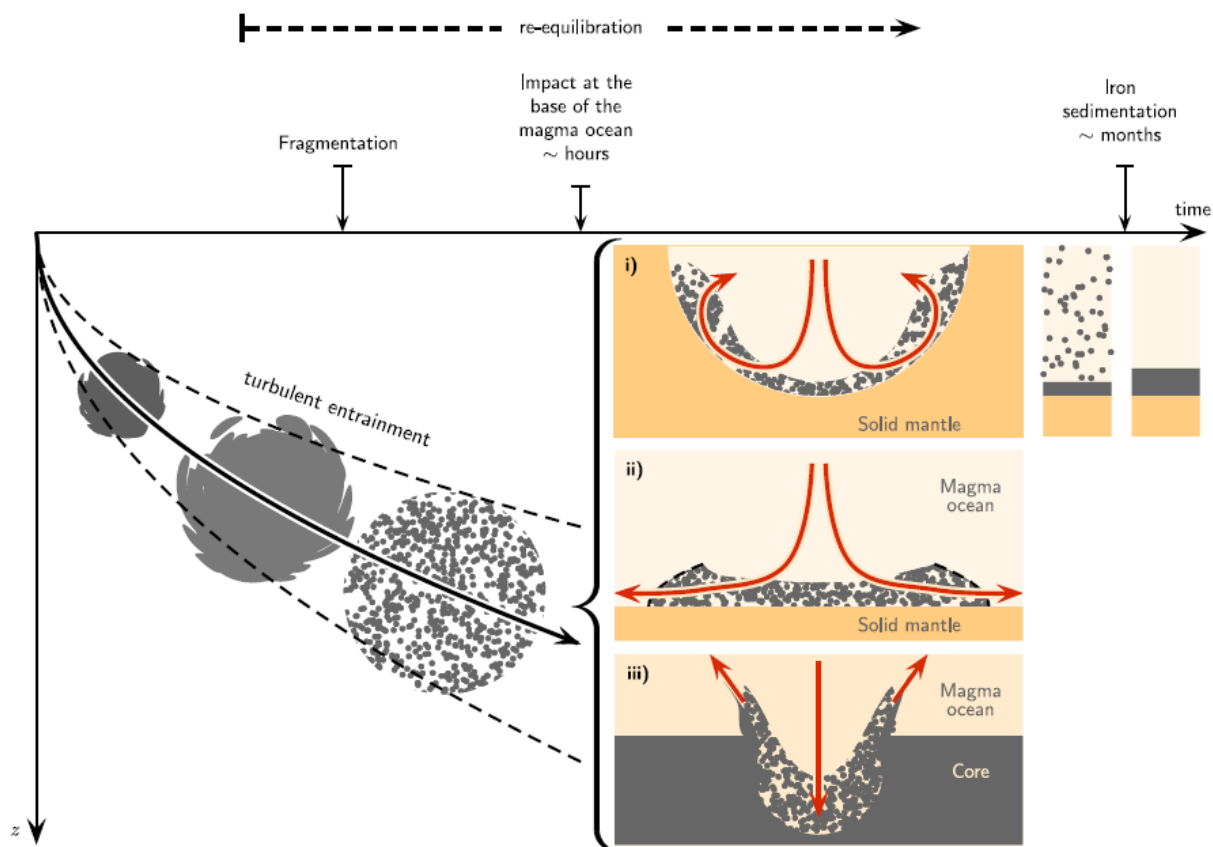 re-equilibration
Impact at the
base of the
magma ocean
~ hours
Iron
sedimentation
~ months
Fragmentation
time
i)
turbulent entrainment
Solid mantle
ii)
Magma
ocean
Solid mantle
iii)
Magma
ocean
Core
z